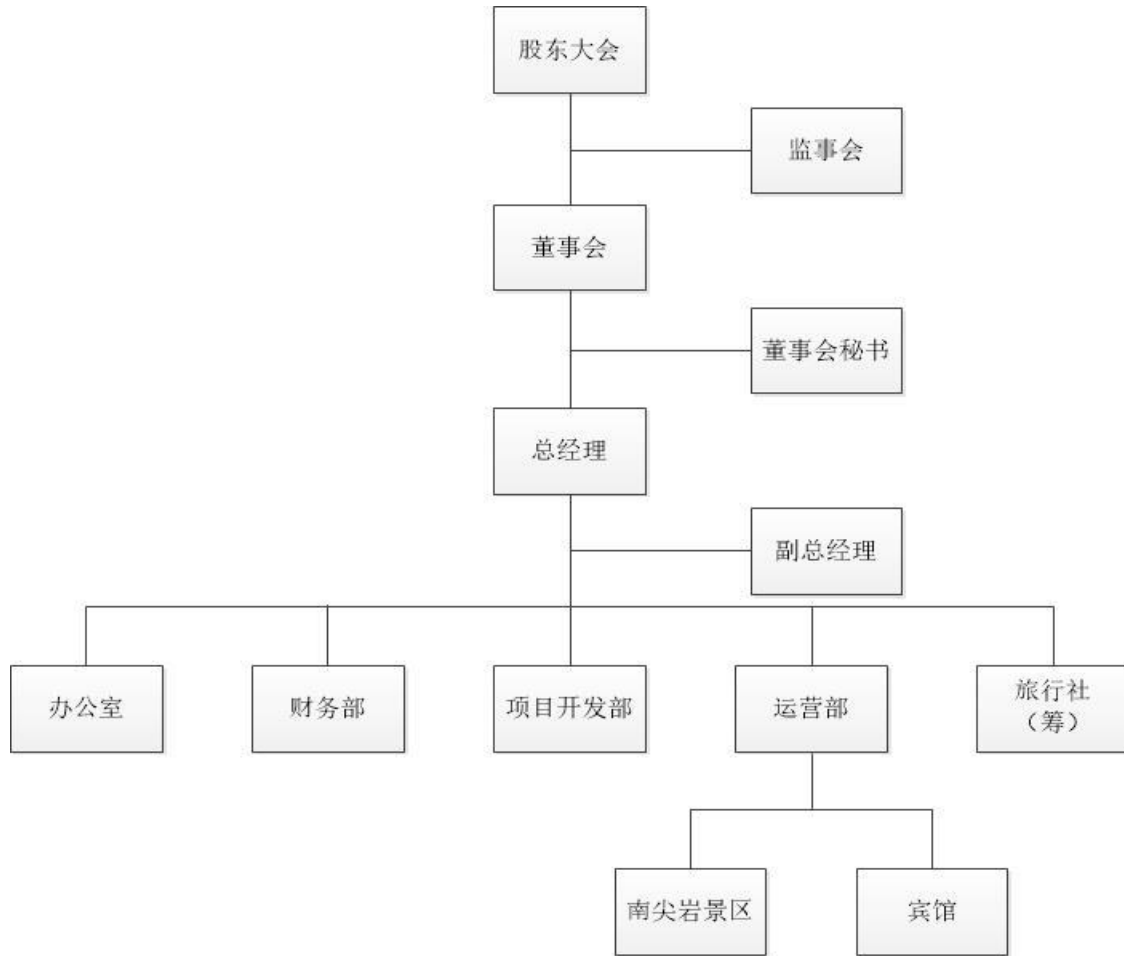 股东大会
监事会
董事会
董事会秘书
总经理
副总经理
办公室
财务部
项目开发部
运营部
旅行社
（筹）
南尖岩景区
宾馆